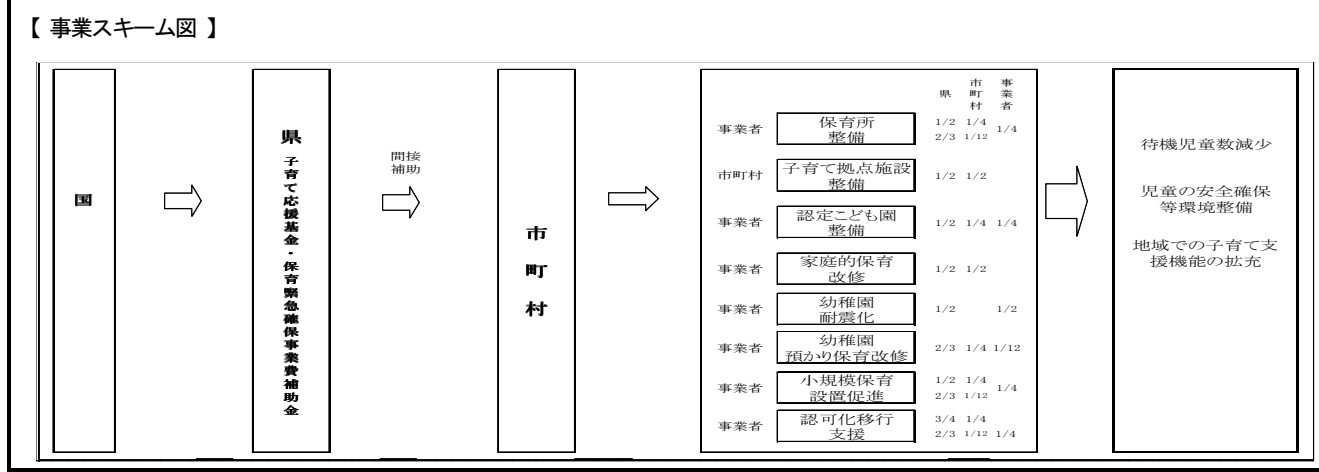 【 事業スキーム図 】
国
県 子育て応援基金・保育緊急確保事業費補助金
間接
補助
市町村
県 市町村 事業者
事業者 保育所 整備 1/2 1/4 1/4
2/3 1/12
市町村 子育て拠点施設 整備 1/2 1/2
事業者 認定こども園 整備 1/2 1/4 1/4
事業者 家庭的保育 改修 1/2 1/2
事業者 幼稚園 耐震化 1/2 1/2
事業者 幼稚園 預かり保育改修 2/3 1/4 1/12
事業者 小規模保育 設置促進 1/2 1/4 1/4
2/3 1/12
事業者 認可化移行 支援 3/4 1/4
2/3 1/12 1/4
待機児童数減少
児童の安全確保
等環境整備
地域での子育て支
援機能の拡充